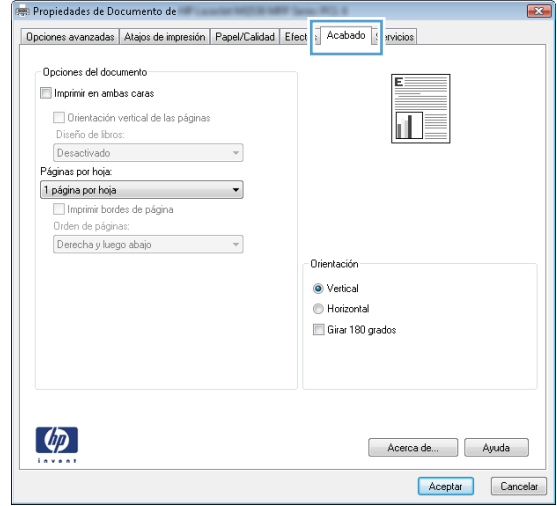 Propiedades de Documento de
Opciones avanzadas Atajos de impresión Papel/Calidad Acabado
Opciones del documento
Imprimir en ambas caras
Orientación vertical de las páginas
Diseño de libros:
Desactivado
Páginas por hoja:
1 página por hoja
Imprimir bordes de página
Orden de páginas:
Derecha y luego abajo
E
Orientación
Vertical
Horizontal
Girar 180 grados
hp
invent
Acerca de... Ayuda
Aceptar Cancelar